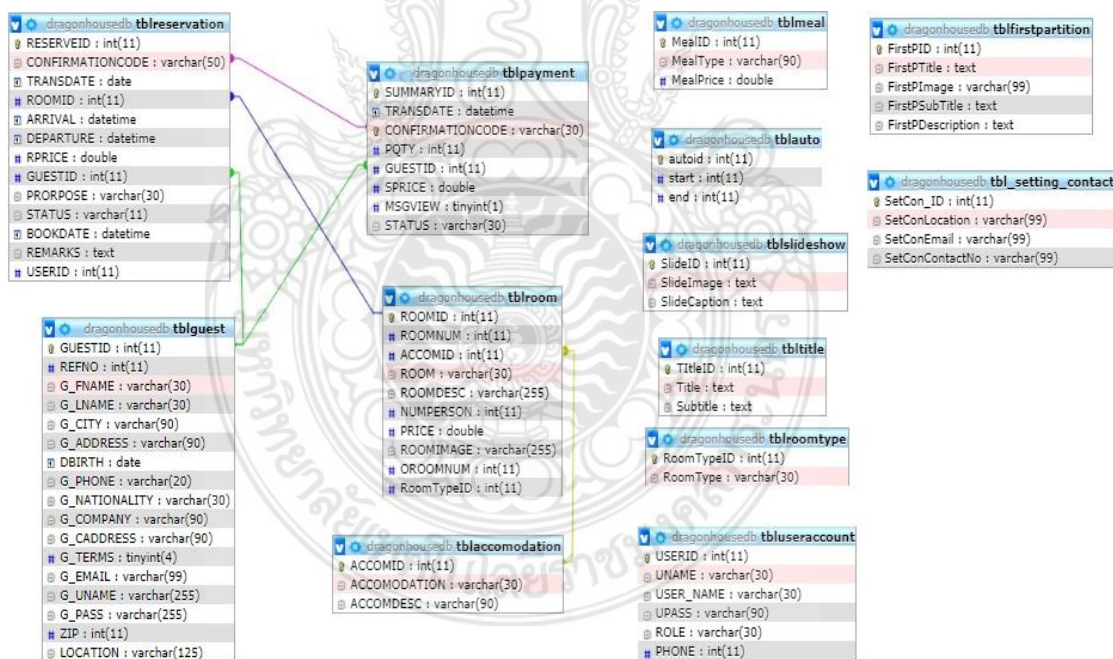 dragonhousedb tblreservation
RESERVEID : int(11)
CONFIRMATIONCODE : varchar(50)
TRANSDATE : date
ROOMID : int(11)
ARRIVAL : datetime
DEPARTURE : datetime
RPRICE : double
GUESTID : int(11)
PRORPOSE : varchar(30)
STATUS : varchar(11)
BOOKDATE : datetime
REMARKS : text
USERID : int(11)
dragonhousedb tblguest
GUESTID : int(11)
REFNO : int(11)
G_FNAME : varchar(30)
G_LNAME : varchar(30)
G_CITY : varchar(90)
G_ADDRESS : varchar(90)
DBIRTH : date
G_PHONE : varchar(20)
G_NATIONALITY : varchar(30)
G_COMPANY : varchar(90)
G_CADDRESS : varchar(90)
G_TERMS : tinyint(4)
G_EMAIL : varchar(99)
G_UNAME : varchar(255)
G_PASS : varchar(255)
ZIP : int(11)
LOCATION : varchar(125)
dragonhousedb tblpayment
SUMMARYID : int(11)
TRANSDATE : datetime
CONFIRMATIONCODE : varchar(30)
PQTY : int(11)
GUESTID : int(11)
SPRICE : double
MSGVIEW : tinyint(1)
STATUS : varchar(30)
dragonhousedb tblroom
ROOMID : int(11)
ROOMNUM : int(11)
ACCOMID : int(11)
ROOM : varchar(30)
ROOMDESC : varchar(255)
NUMPERSON : int(11)
PRICE : double
ROOMIMAGE : varchar(255)
OROOMNUM : int(11)
RoomTypeID : int(11)
dragonhousedb tblaccomodation
ACCOMID : int(11)
ACCOMODATION : varchar(30)
ACCOMDESC : varchar(90)
dragonhousedb tblmeal
MealID : int(11)
MealType : varchar(90)
MealPrice : double
dragonhousedb tblauto
autoid : int(11)
start : int(11)
end : int(11)
dragonhousedb tblslideshow
SlideID : int(11)
SlideImage : text
SlideCaption : text
dragonhousedb tbltitle
TItleID : int(11)
Title : text
Subtitle : text
dragonhousedb tblroomtype
RoomTypeID : int(11)
RoomType : varchar(30)
dragonhousedb tbluseraccount
USERID : int(11)
UNAME : varchar(30)
USER_NAME : varchar(30)
UPASS : varchar(90)
ROLE : varchar(30)
PHONE : int(11)
dragonhousedb tblfirstpartition
FirstPID : int(11)
FirstPTitle : text
FirstPImage : varchar(99)
FirstPSubTitle : text
FirstPDescription : text
dragonhousedb tbl_setting_contact
SetCon_ID : int(11)
SetConLocation : varchar(99)
SetConEmail : varchar(99)
SetConContactNo : varchar(99)